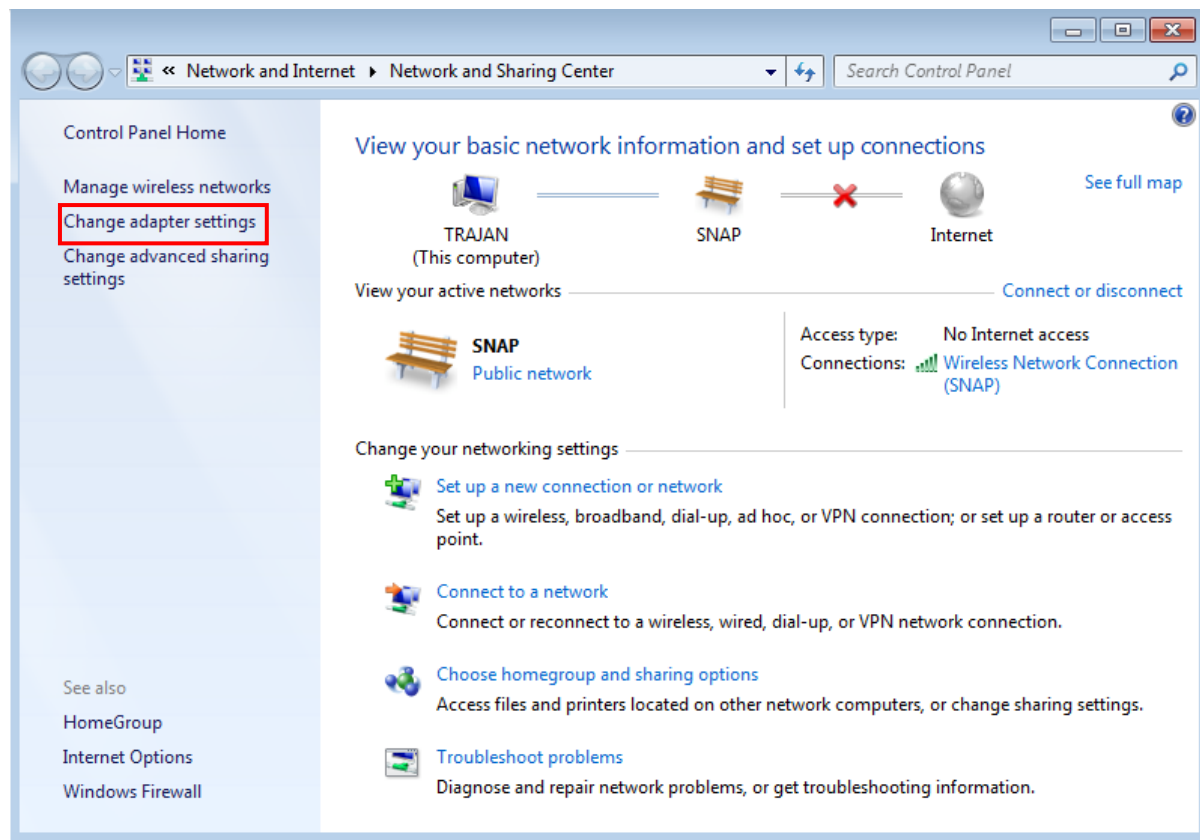 « Network and Internet ▸ Network and Sharing Center
Search Control Panel
Control Panel Home
Manage wireless networks
Change adapter settings
Change advanced sharing
settings
See also
HomeGroup
Internet Options
Windows Firewall
View your basic network information and set up connections
See full map
TRAJAN
(This computer)
SNAP
Internet
View your active networks
Connect or disconnect
SNAP
Public network
Access type: No Internet access
Connections: Wireless Network Connection
(SNAP)
Change your networking settings
Set up a new connection or network
Set up a wireless, broadband, dial-up, ad hoc, or VPN connection; or set up a router or access
point.
Connect to a network
Connect or reconnect to a wireless, wired, dial-up, or VPN network connection.
Choose homegroup and sharing options
Access files and printers located on other network computers, or change sharing settings.
Troubleshoot problems
Diagnose and repair network problems, or get troubleshooting information.